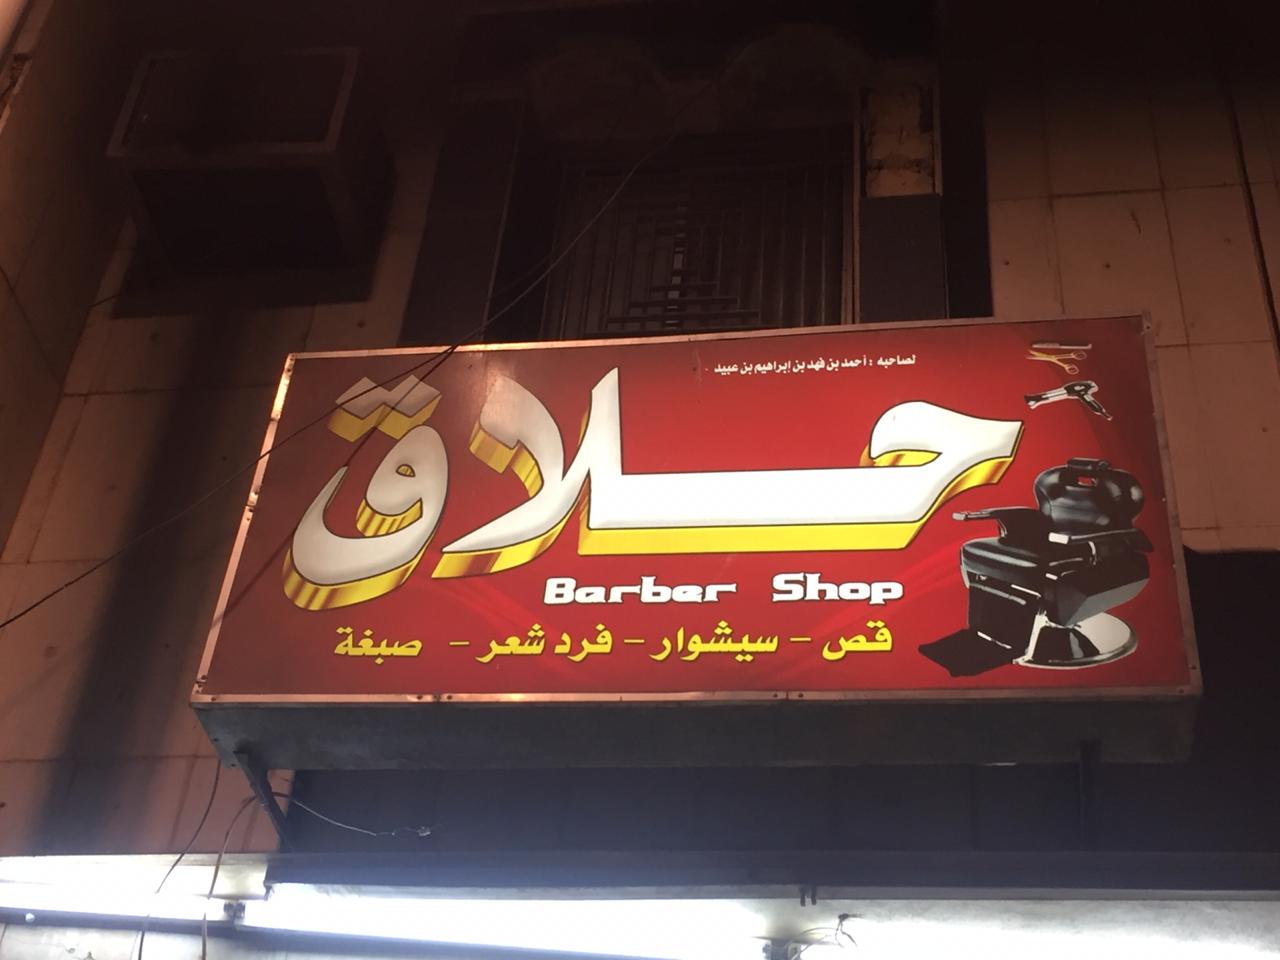 لصاحبه : أحمد بن فهد بن إبراهيم بن عبيد
حلاق
Barber Shop
قص - سيشوار - فرد شعر - صبغة